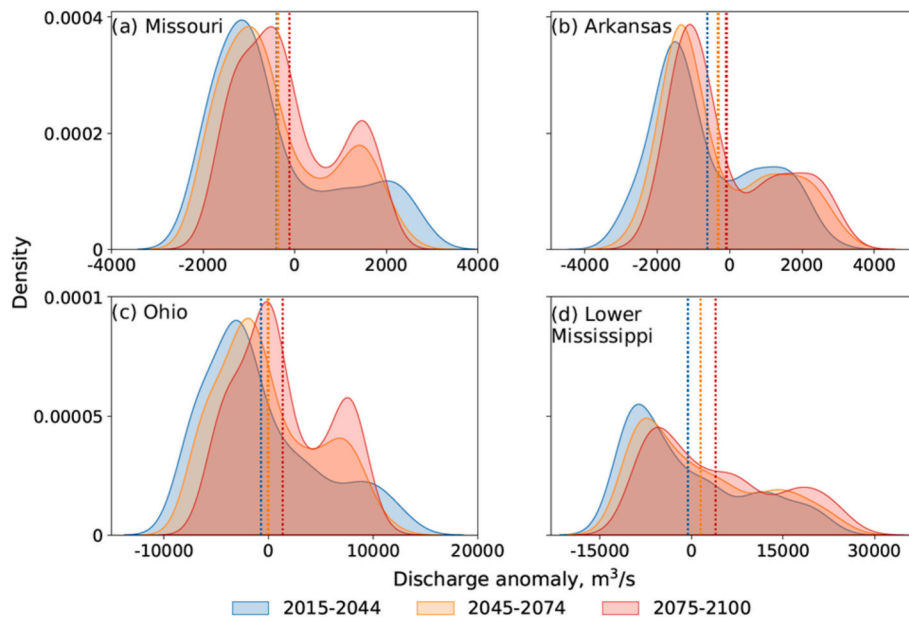 (a) Missouri
(b) Arkansas
0.0004
0.0002
0
-4000 -2000 0 2000 4000
-4000 -2000 0 2000 4000
Density
(c) Ohio
(d) Lower
Mississippi
0.0001
0.00005
0
-10000 0 10000 20000
-15000 0 15000 30000
Discharge anomaly, m³/s
2015-2044 2045-2074 2075-2100